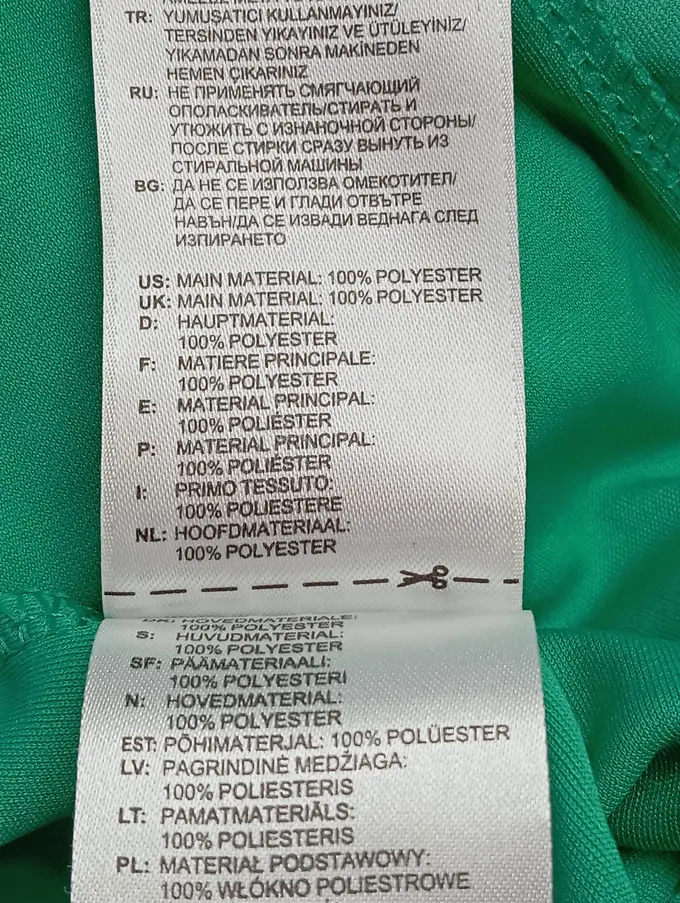 TR: YUMUŞATICI KULLANMAYINIZ/
TERSİNDEN YIKAYINIZ VE ÜTÜLEYİNİZ/
YIKAMADAN SONRA MAKİNEDEN
HEMEN ÇIKARINIZ
RU: НЕ ПРИМЕНЯТЬ СМЯГЧАЮЩИЙ
ОПОЛАСКИВАТЕЛЬ/СТИРАТЬ И
УТЮЖИТЬ С ИЗНАНОЧНОЙ СТОРОНЫ/
ПОСЛЕ СТИРКИ СРАЗУ ВЫНУТЬ ИЗ
СТИРАЛЬНОЙ МАШИНЫ
BG: ДА НЕ СЕ ИЗПОЛЗВА ОМЕКОТИТЕЛ/
ДА СЕ ПЕРЕ И ГЛАДИ ОТВЪТРЕ
НАВЪН/ДА СЕ ИЗВАДИ ВЕДНАГА СЛЕД
ИЗПИРАНЕТО
US: MAIN MATERIAL: 100% POLYESTER
UK: MAIN MATERIAL: 100% POLYESTER
D: HAUPTMATERIAL:
100% POLYESTER
F: MATIERE PRINCIPALE:
100% POLYESTER
E: MATERIAL PRINCIPAL:
100% POLIÉSTER
P: MATERIAL PRINCIPAL:
100% POLIÉSTER
I: PRIMO TESSUTO:
100% POLIESTERE
NL: HOOFDMATERIAAL:
100% POLYESTER
DK: HOVEDMATERIALE:
100% POLYESTER
S: HUVUDMATERIAL:
100% POLYESTER
SF: PÄÄMATERIAALI:
100% POLYESTERI
N: HOVEDMATERIAL:
100% POLYESTER
EST: PÕHIMATERJAL: 100% POLÜESTER
LV: PAGRINDINĖ MEDŽIAGA:
100% POLIESTERIS
LT: PAMATMATERIĀLS:
100% POLIESTERIS
PL: MATERIAŁ PODSTAWOWY:
100% WŁÓKNO POLIESTROWE